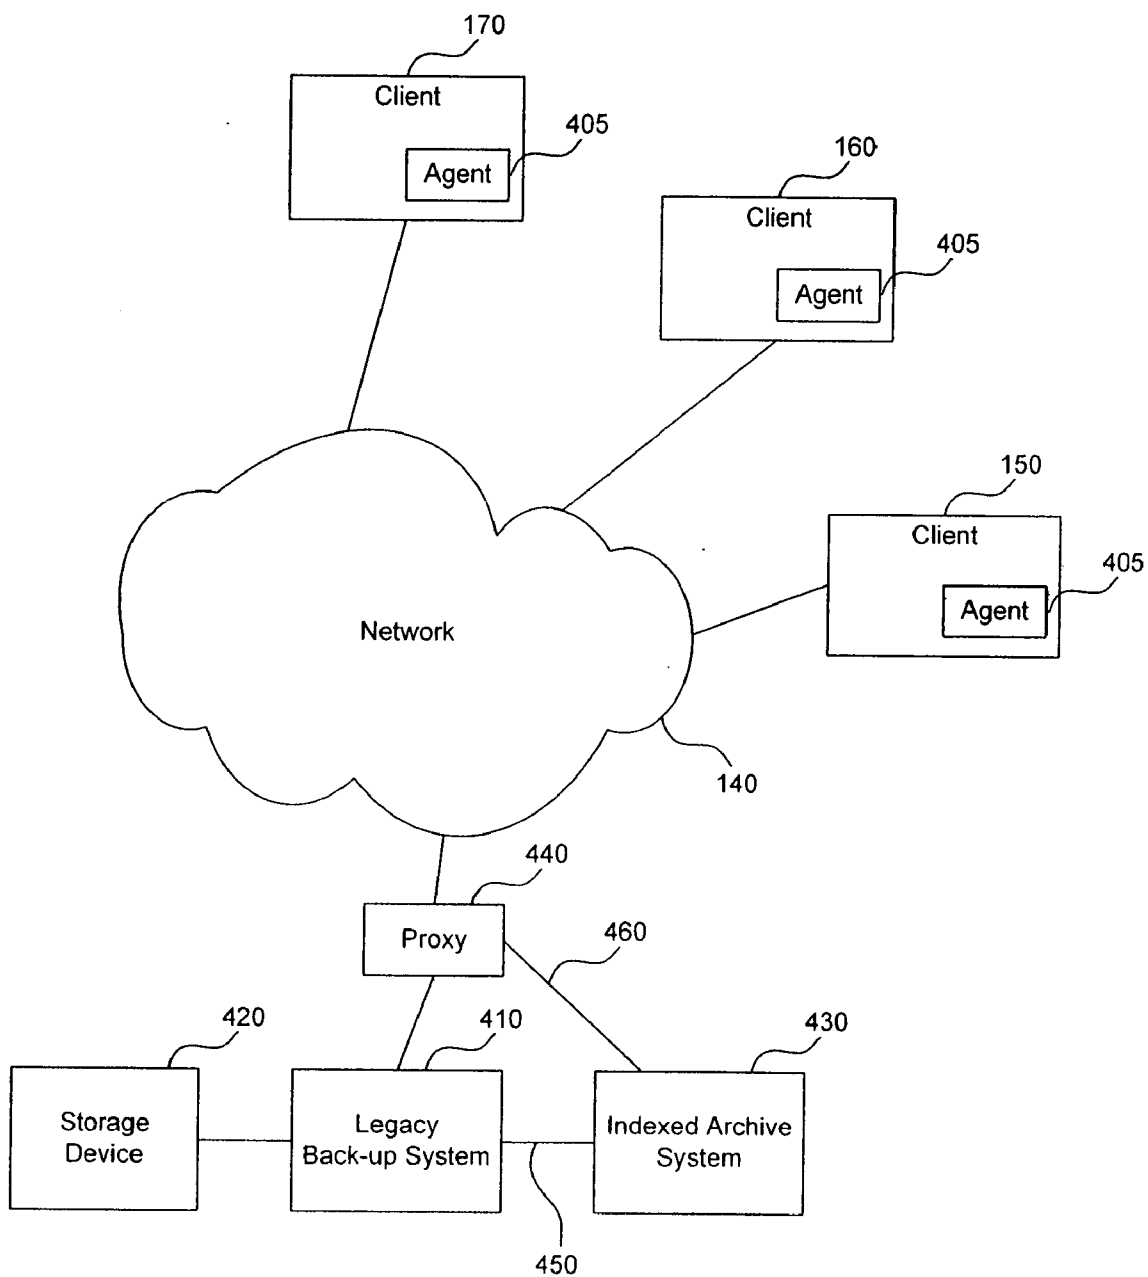 170
Client
405
Agent
160
Client
405
Agent
150
Client
405
Agent
Network
140
440
Proxy
460
420
410
430
Storage
Device
Legacy
Back-up System
Indexed Archive
System
450